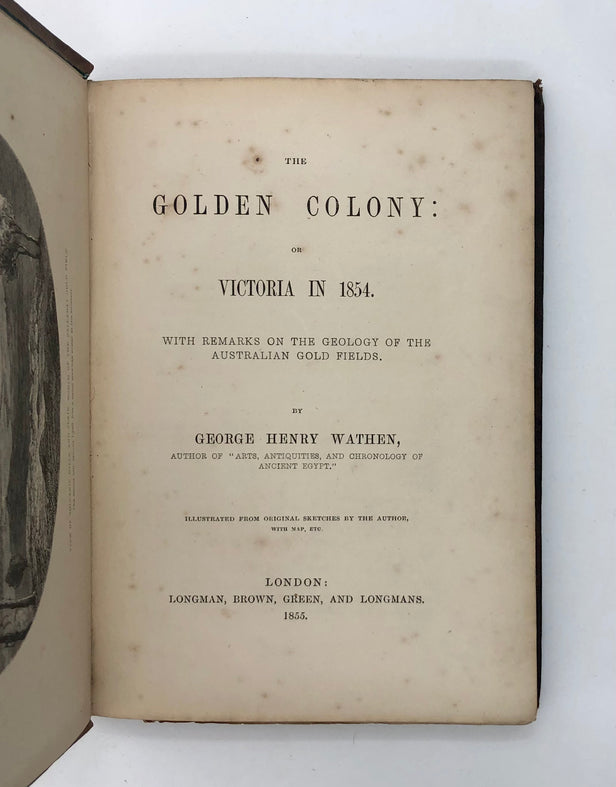 THE
GOLDEN COLONY:
OR
VICTORIA IN 1854.
WITH REMARKS ON THE GEOLOGY OF THE
AUSTRALIAN GOLD FIELDS.
BY
GEORGE HENRY WATHEN,
AUTHOR OF "ARTS, ANTIQUITIES, AND CHRONOLOGY OF
ANCIENT EGYPT."
ILLUSTRATED FROM ORIGINAL SKETCHES BY THE AUTHOR,
WITH MAP, ETC.
LONDON:
LONGMAN, BROWN, GREEN, AND LONGMANS.
1855.